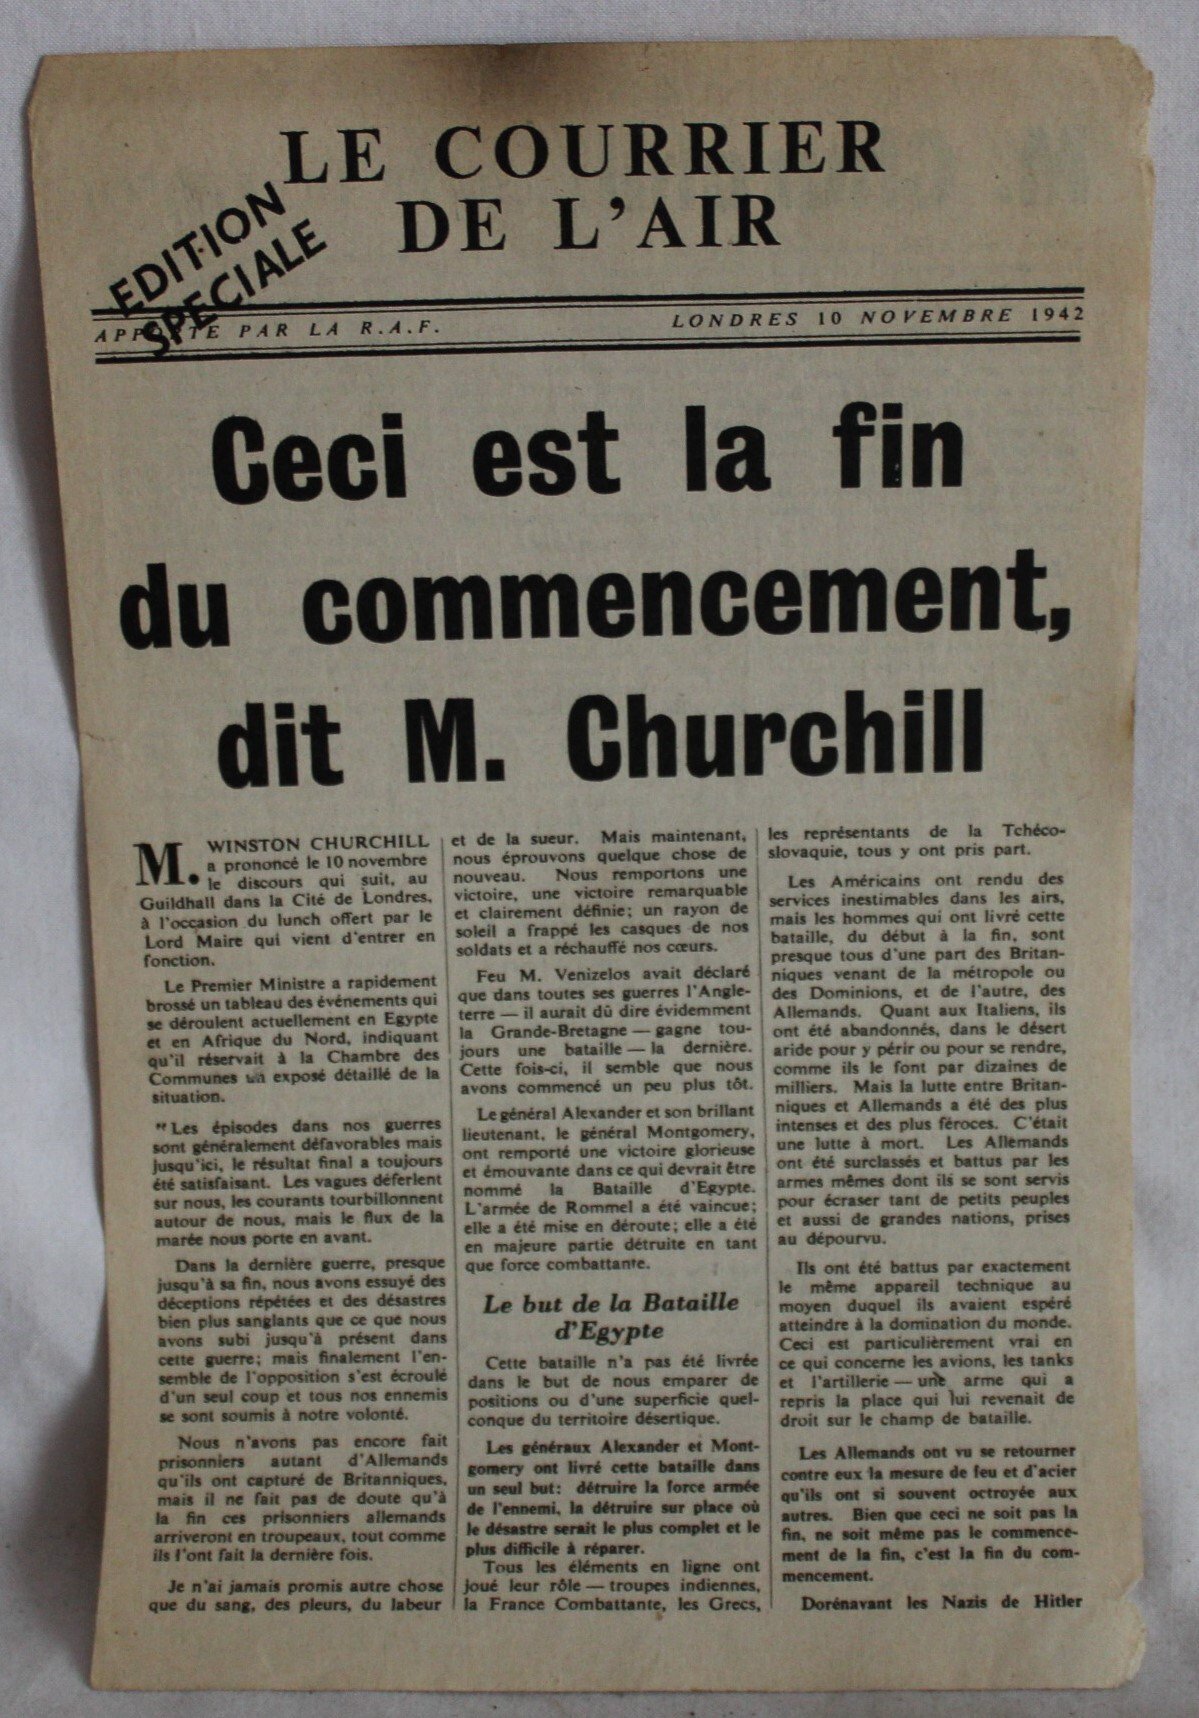 LE COURRIER
DE L'AIR
EDITION
SPECIALE
APPORTE PAR LA R.A.F.
LONDRES 10 NOVEMBRE 1942
Ceci est la fin
du commencement,
dit M. Churchill
M. WINSTON CHURCHILL
a prononcé le 10 novembre
le discours qui suit, au
Guildhall dans la Cité de Londres,
à l'occasion du lunch offert par le
Lord Maire qui vient d'entrer en
fonction.
Le Premier Ministre a rapidement
brossé un tableau des événements qui
se déroulent actuellement en Egypte
et en Afrique du Nord, indiquant
qu'il réservait à la Chambre des
Communes un exposé détaillé de la
situation.
"Les épisodes dans nos guerres
sont généralement défavorables mais
jusqu'ici, le résultat final a toujours
été satisfaisant. Les vagues déferlent
sur nous, les courants tourbillonnent
autour de nous, mais le flux de la
marée nous porte en avant.
Dans la dernière guerre, presque
jusqu'à sa fin, nous avons essuyé des
déceptions répétées et des désastres
bien plus sanglants que ce que nous
avons subi jusqu'à présent dans
cette guerre; mais finalement l'en-
semble de l'opposition s'est écroulé
d'un seul coup et tous nos ennemis
se sont soumis à notre volonté.
Nous n'avons pas encore fait
prisonniers autant d'Allemands
qu'ils ont capturé de Britanniques,
mais il ne fait pas de doute qu'à
la fin ces prisonniers allemands
arriveront en troupeaux, tout comme
ils l'ont fait la dernière fois.
Je n'ai jamais promis autre chose
que du sang, des pleurs, du labeur
et de la sueur. Mais maintenant,
nous éprouvons quelque chose de
nouveau. Nous remportons une
victoire, une victoire remarquable
et clairement définie; un rayon de
soleil a frappé les casques de nos
soldats et a réchauffé nos cœurs.
Feu M. Venizelos avait déclaré
que dans toutes ses guerres l'Angle-
terre — il aurait dû dire évidemment
la Grande-Bretagne — gagne tou-
jours une bataille — la dernière.
Cette fois-ci, il semble que nous
avons commencé un peu plus tôt.
Le général Alexander et son brillant
lieutenant, le général Montgomery,
ont remporté une victoire glorieuse
et émouvante dans ce qui devrait être
nommé la Bataille d'Egypte.
L'armée de Rommel a été vaincue;
elle a été mise en déroute; elle a été
en majeure partie détruite en tant
que force combattante.
Le but de la Bataille
d'Egypte
Cette bataille n'a pas été livrée
dans le but de nous emparer de
positions ou d'une superficie quel-
conque du territoire désertique.
Les généraux Alexander et Mont-
gomery ont livré cette bataille dans
un seul but: détruire la force armée
de l'ennemi, la détruire sur place où
le désastre serait le plus complet et le
plus difficile à réparer.
Tous les éléments en ligne ont
joué leur rôle — troupes indiennes,
la France Combattante, les Grecs,
les représentants de la Tchéco-
slovaquie, tous y ont pris part.
Les Américains ont rendu des
services inestimables dans les airs,
mais les hommes qui ont livré cette
bataille, du début à la fin, sont
presque tous d'une part des Britan-
niques venant de la métropole ou
des Dominions, et de l'autre, des
Allemands. Quant aux Italiens, ils
ont été abandonnés, dans le désert
aride pour y périr ou pour se rendre,
comme ils le font par dizaines de
milliers. Mais la lutte entre Britan-
niques et Allemands a été des plus
intenses et des plus féroces. C'était
une lutte à mort. Les Allemands
ont été surclassés et battus par les
armes mêmes dont ils se sont servis
pour écraser tant de petits peuples
et aussi de grandes nations, prises
au dépourvu.
Ils ont été battus par exactement
le même appareil technique au
moyen duquel ils avaient espéré
atteindre à la domination du monde.
Ceci est particulièrement vrai en
ce qui concerne les avions, les tanks
et l'artillerie — une arme qui a
repris la place qui lui revenait de
droit sur le champ de bataille.
Les Allemands ont vu se retourner
contre eux la mesure de feu et d'acier
qu'ils ont si souvent octroyée aux
autres. Bien que ceci ne soit pas la
fin, ne soit même pas le commence-
ment de la fin, c'est la fin du com-
mencement.
Dorénavant les Nazis de Hitler